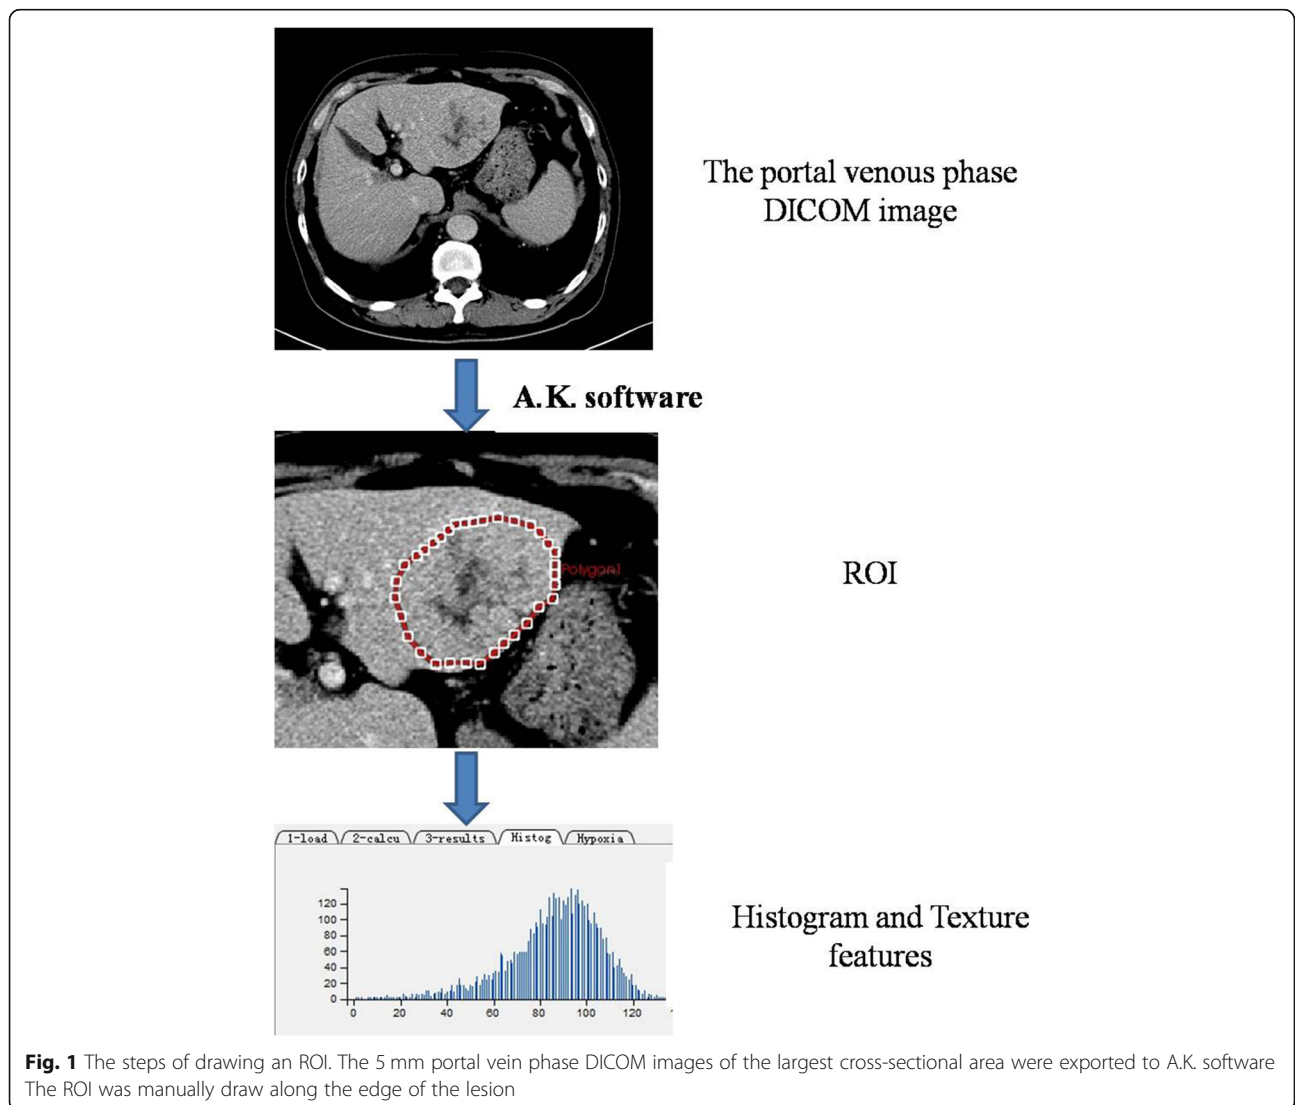 The portal venous phase
DICOM image
A.K. software
Polygon1
ROI
1-load 2-calcu 3-results Histog Hypoxia
120
100
80
60
40
20
0
0 20 40 60 80 100 120
Histogram and Texture
features
Fig. 1 The steps of drawing an ROI. The 5 mm portal vein phase DICOM images of the largest cross-sectional area were exported to A.K. software
The ROI was manually draw along the edge of the lesion